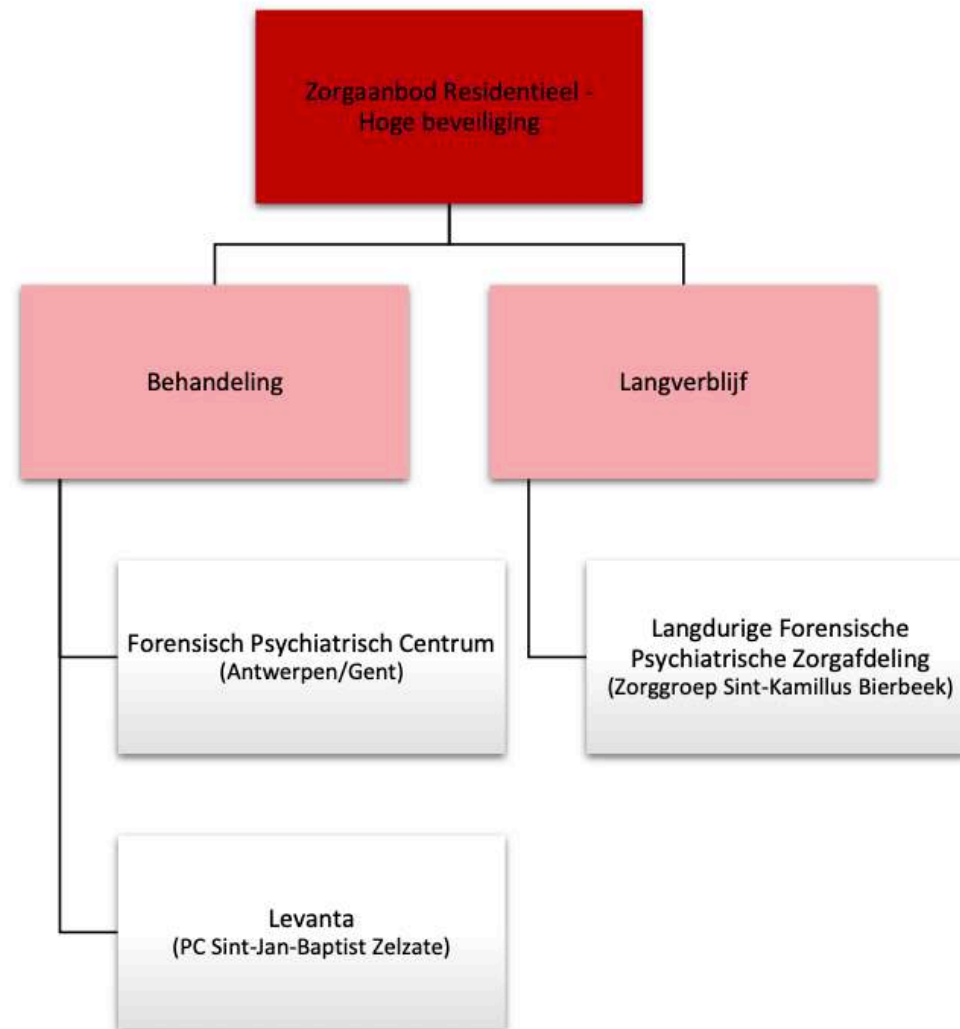 Zorgaanbod Residentieel -
Hoge beveiliging
Behandeling
Langverblijf
Forensisch Psychiatrisch Centrum
(Antwerpen/Gent)
Langdurige Forensische
Psychiatrische Zorgafdeling
(Zorggroep Sint-Kamillus Bierbeek)
Levanta
(PC Sint-Jan-Baptist Zelzate)